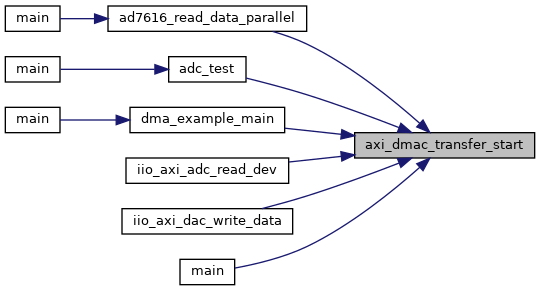 main
ad7616_read_data_parallel
main
adc_test
main
dma_example_main
axi_dmac_transfer_start
iio_axi_adc_read_dev
iio_axi_dac_write_data
main